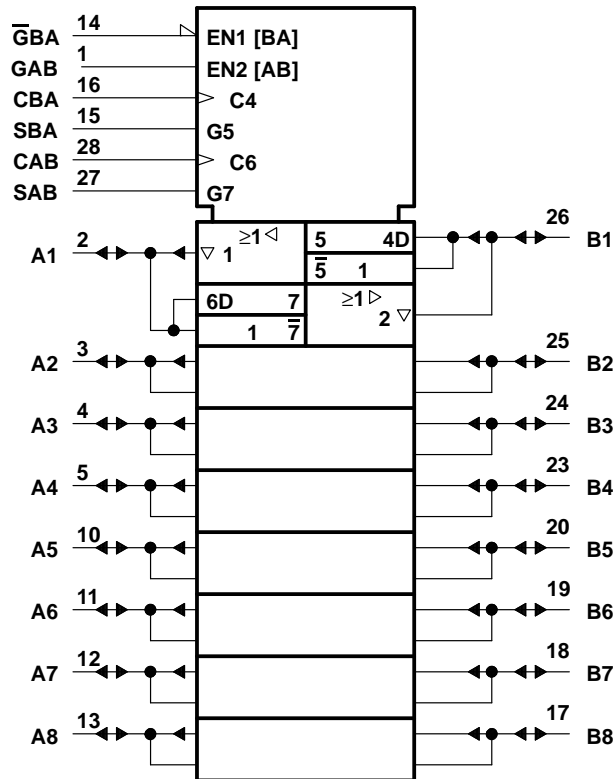 G̅BA 14 EN1 [BA]
GAB 1 EN2 [AB]
CBA 16 C4
SBA 15 G5
CAB 28 C6
SAB 27 G7
A1 2 1 ≥1 5 4D 26 B1
5̅ 1
6D 7 ≥1
1 7̅ 2
A2 3 25 B2
A3 4 24 B3
A4 5 23 B4
A5 10 20 B5
A6 11 19 B6
A7 12 18 B7
A8 13 17 B8